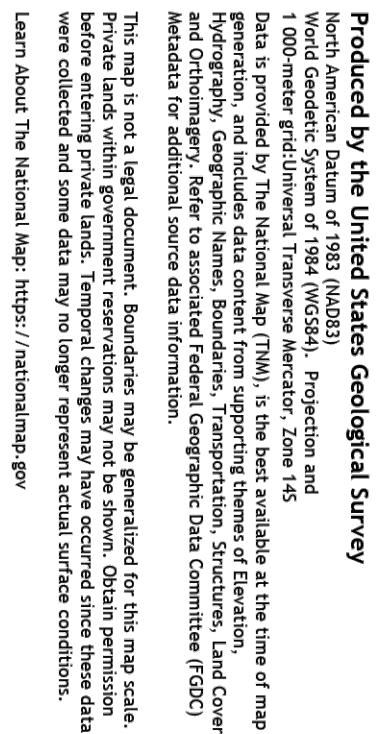 Produced by the United States Geological Survey
North American Datum of 1983 (NAD83)
World Geodetic System of 1984 (WGS84).  Projection and
1 000-meter grid:Universal Transverse Mercator, Zone 14S
Data is provided by The National Map (TNM), is the best available at the time of map
generation, and includes data content from supporting themes of Elevation,
Hydrography, Geographic Names, Boundaries, Transportation, Structures, Land Cover
and Orthoimagery. Refer to associated Federal Geographic Data Committee (FGDC)
Metadata for additional source data information.
This map is not a legal document. Boundaries may be generalized for this map scale.
Private lands within government reservations may not be shown. Obtain permission
before entering private lands. Temporal changes may have occurred since these data
were collected and some data may no longer represent actual surface conditions.
Learn About The National Map: https://nationalmap.gov